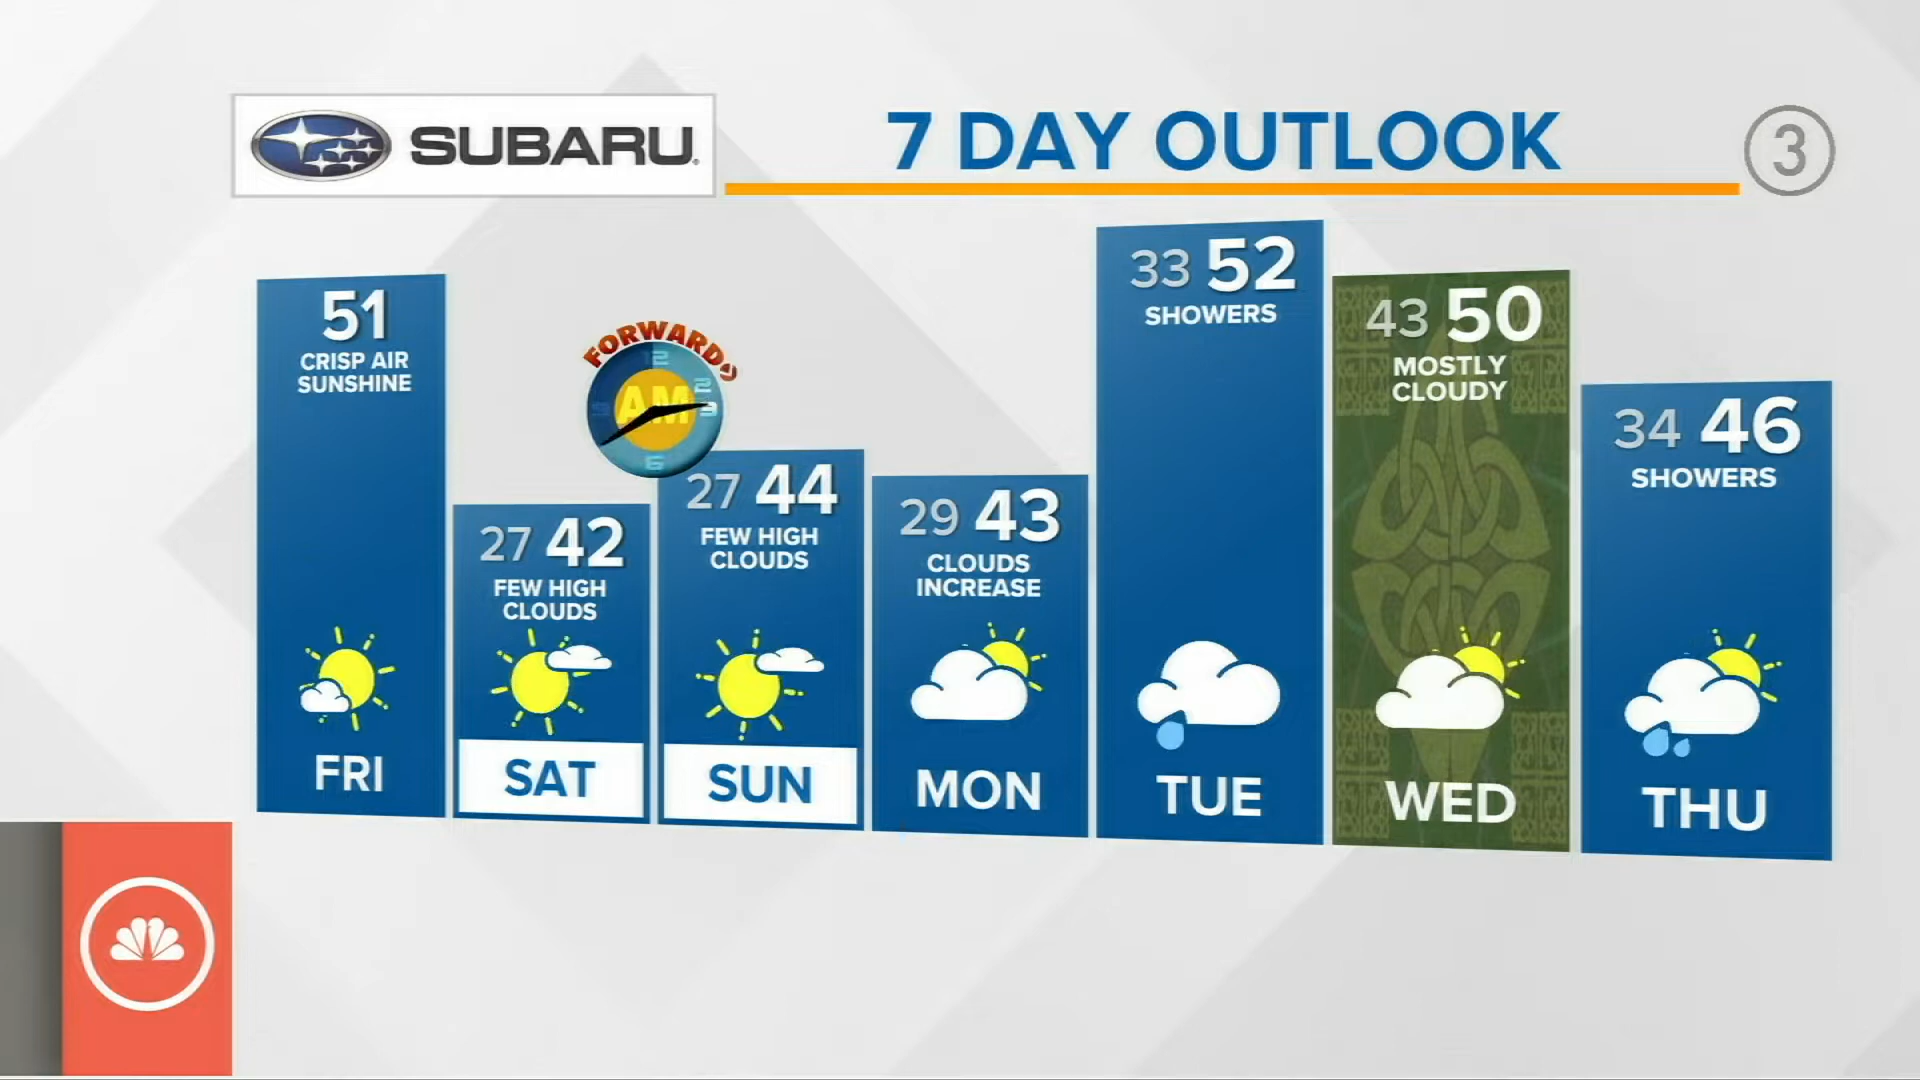 SUBARU
7 DAY OUTLOOK
3
51
CRISP AIR
SUNSHINE
FRI
27 42
FEW HIGH
CLOUDS
SAT
FORWARD
AM
27 44
FEW HIGH
CLOUDS
SUN
29 43
CLOUDS
INCREASE
MON
33 52
SHOWERS
TUE
43 50
MOSTLY
CLOUDY
WED
34 46
SHOWERS
THU